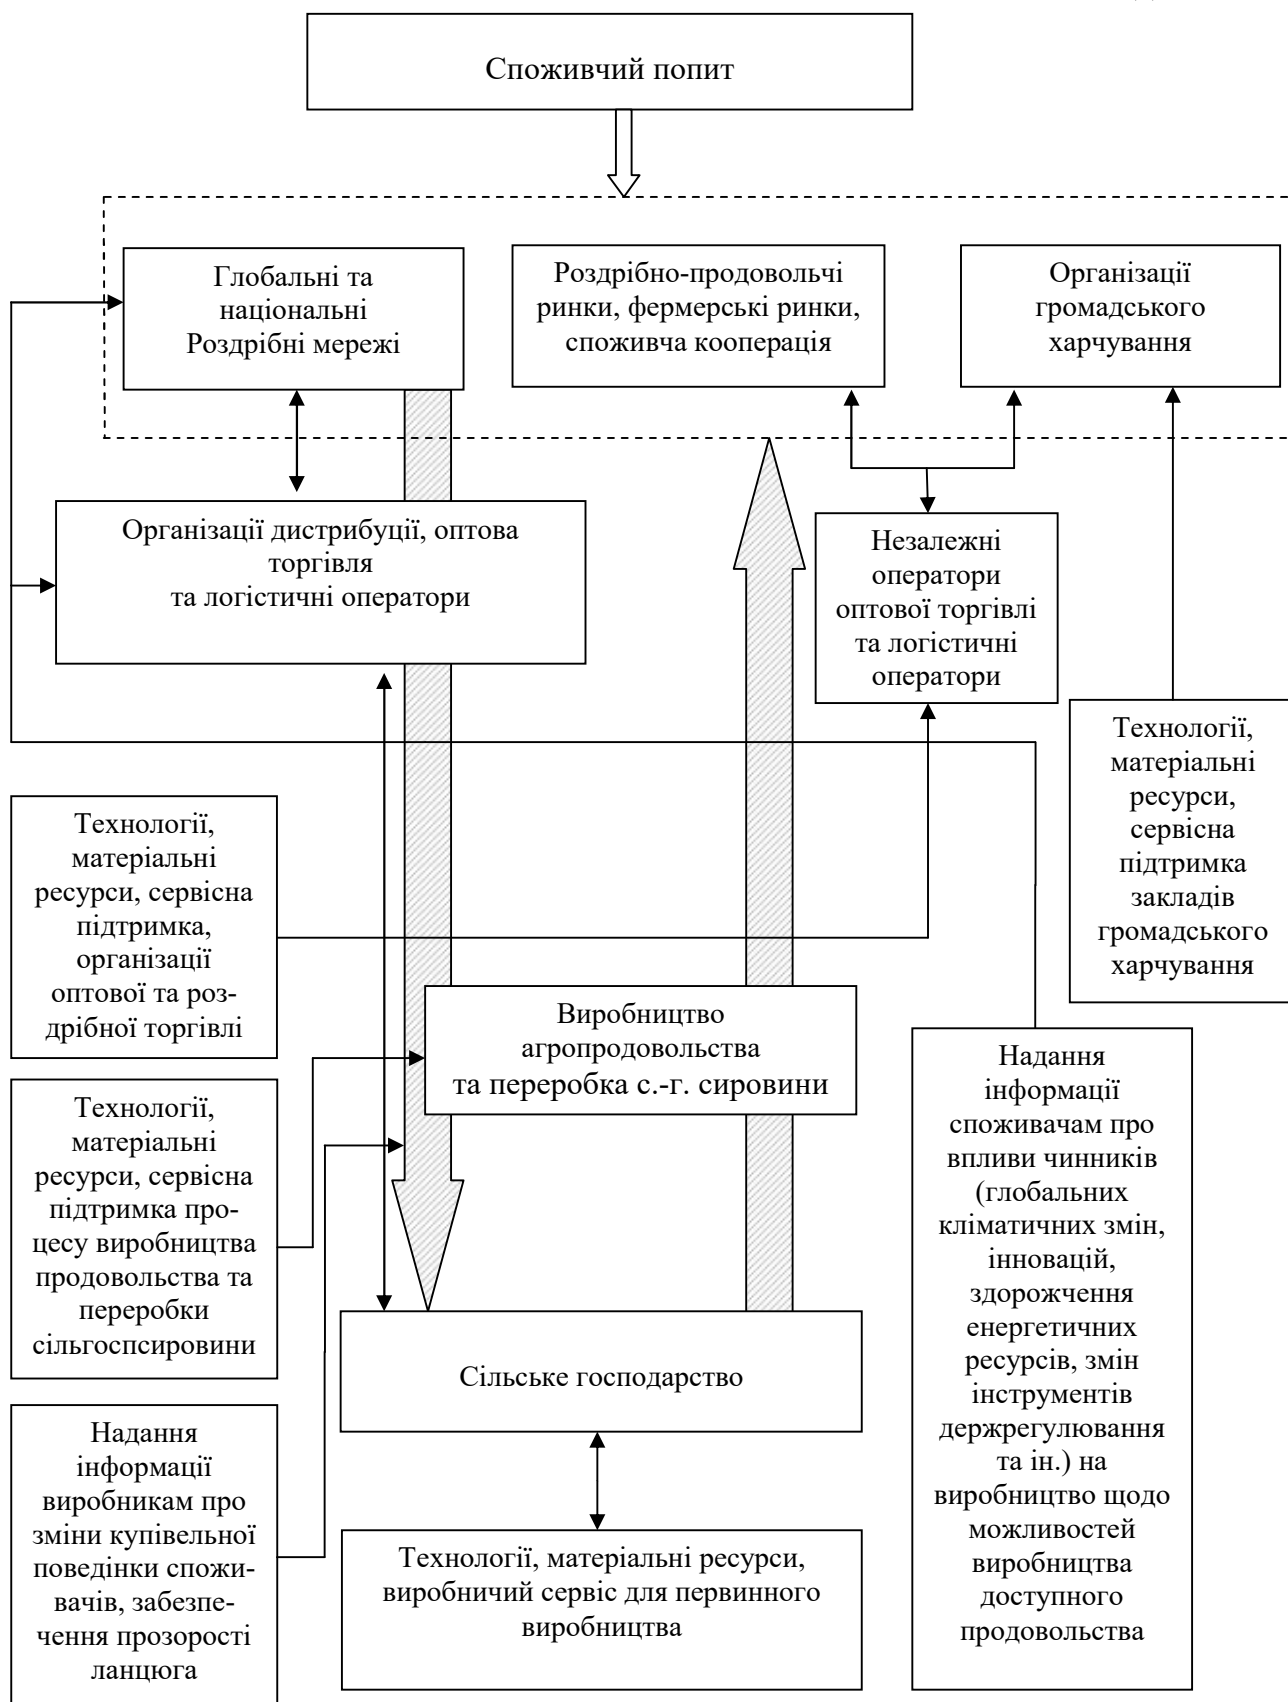 Споживчий попит
Глобальні та
національні
Роздрібні мережі
Роздрібно-продовольчі
ринки, фермерські ринки,
споживча кооперація
Організації
громадського
харчування
Організації дистрибуції, оптова
торгівля
та логістичні оператори
Незалежні
оператори
оптової торгівлі
та логістичні
оператори
Технології,
матеріальні
ресурси,
сервісна
підтримка
закладів
громадського
харчування
Технології,
матеріальні
ресурси, сервісна
підтримка,
організації
оптової та роз-
дрібної торгівлі
Виробництво
агропродовольства
та переробка с.-г. сировини
Технології,
матеріальні
ресурси, сервісна
підтримка про-
цесу виробництва
продовольства та
переробки
сільгоспсировини
Надання
інформації
споживачам про
впливи чинників
(глобальних
кліматичних змін,
інновацій,
здорожчення
енергетичних
ресурсів, змін
інструментів
держрегулювання
та ін.) на
виробництво щодо
можливостей
виробництва
доступного
продовольства
Сільське господарство
Надання
інформації
виробникам про
зміни купівельної
поведінки спожи-
вачів, забезпе-
чення прозорості
ланцюга
Технології, матеріальні ресурси,
виробничий сервіс для первинного
виробництва